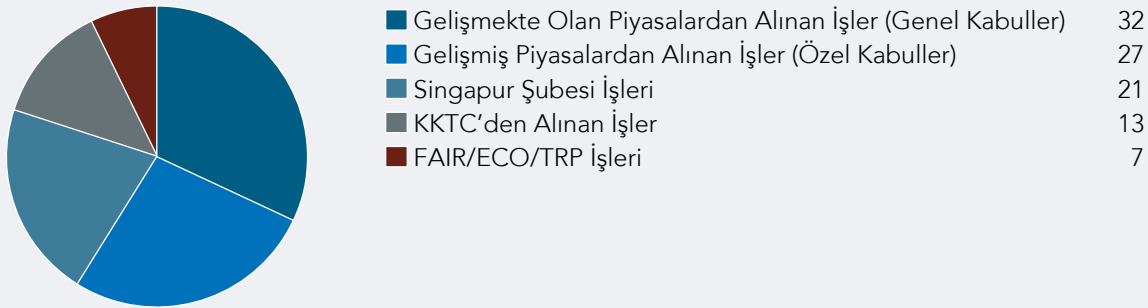 Gelişmekte Olan Piyasalardan Alınan İşler (Genel Kabuller) 32
Gelişmiş Piyasalardan Alınan İşler (Özel Kabuller) 27
Singapur Şubesi İşleri 21
KKTC’den Alınan İşler 13
FAIR/ECO/TRP İşleri 7